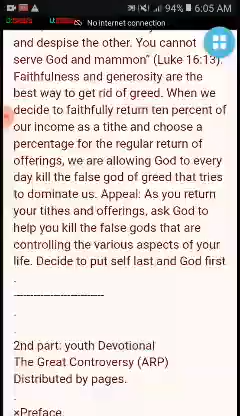 94% 6:05 AM
No internet connection
and despise the other. You cannot
serve God and mammon" (Luke 16:13).
Faithfulness and generosity are the
best way to get rid of greed. When we
decide to faithfully return ten percent of
our income as a tithe and choose a
percentage for the regular return of
offerings, we are allowing God to every
day kill the false god of greed that tries
to dominate us. Appeal: As you return
your tithes and offerings, ask God to
help you kill the false gods that are
controlling the various aspects of your
life. Decide to put self last and God first
.
----------------------------
.
.
2nd part: youth Devotional
The Great Controversy (ARP)
Distributed by pages.
.
×Preface.